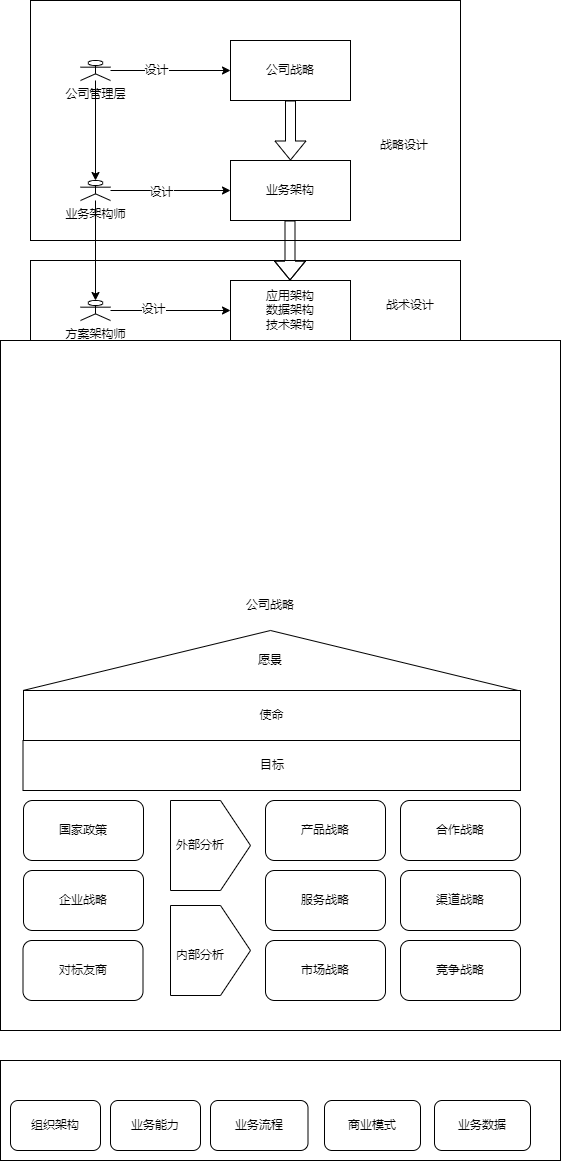 设计
公司战略
公司管理层
战略设计
设计
业务架构
业务架构师
应用架构
数据架构
技术架构
战术设计
设计
方案架构师
公司战略
愿景
使命
目标
国家政策
外部分析
产品战略
合作战略
企业战略
服务战略
渠道战略
内部分析
对标友商
市场战略
竞争战略
组织架构
业务能力
业务流程
商业模式
业务数据